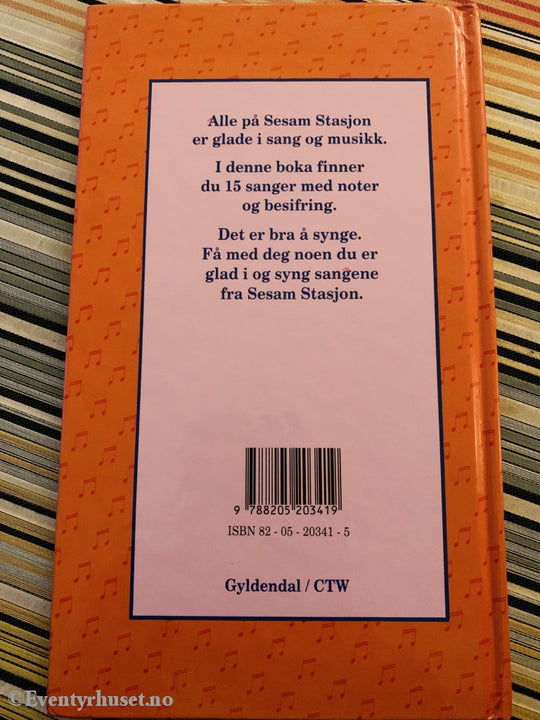 Alle på Sesam Stasjon
er glade i sang og musikk.
I denne boka finner
du 15 sanger med noter
og besifring.
Det er bra å synge.
Få med deg noen du er
glad i og syng sangene
fra Sesam Stasjon.
9 788205 203419
ISBN 82 - 05 - 20341 - 5
Gyldendal / CTW
©Eventyrhuset.no